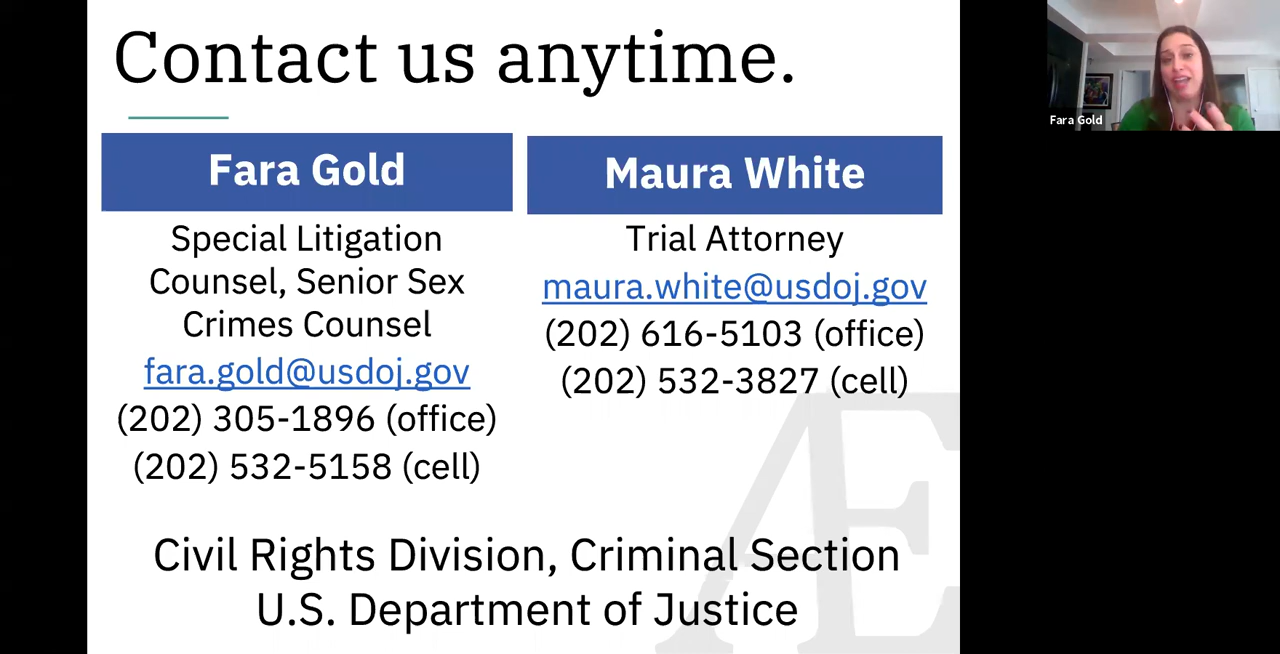 Contact us anytime.
Fara Gold
Special Litigation
Counsel, Senior Sex
Crimes Counsel
fara.gold@usdoj.gov
(202) 305-1896 (office)
(202) 532-5158 (cell)
Maura White
Trial Attorney
maura.white@usdoj.gov
(202) 616-5103 (office)
(202) 532-3827 (cell)
Civil Rights Division, Criminal Section
U.S. Department of Justice
Æ
Fara Gold